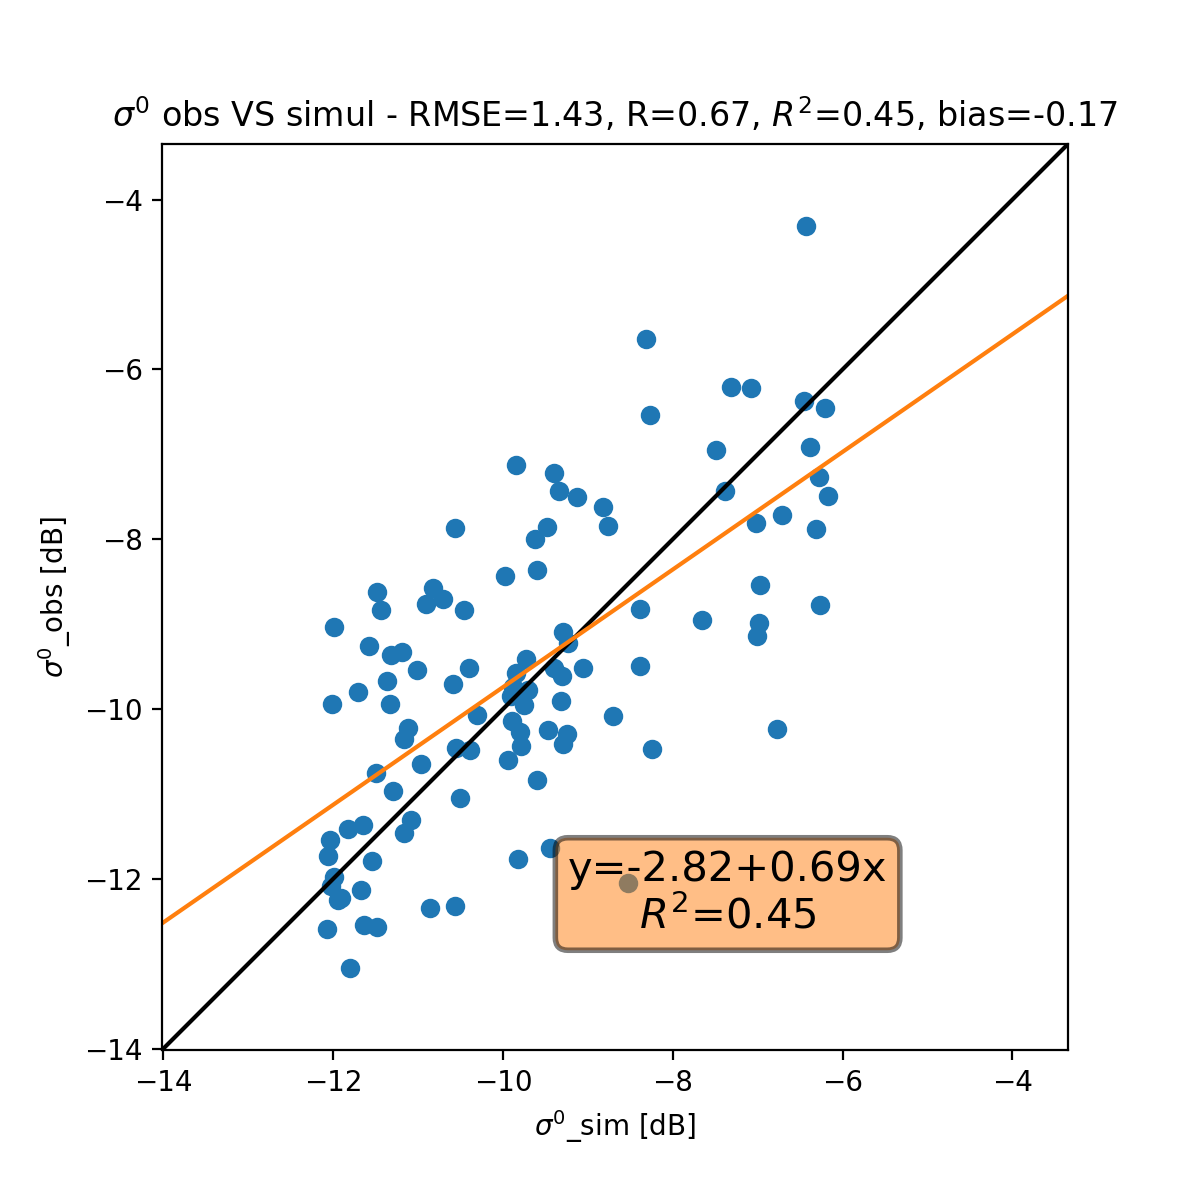 σ⁰ obs VS simul - RMSE=1.43, R=0.67, R²=0.45, bias=-0.17
−4
−6
−8
−10
−12
−14
σ⁰_obs [dB]
y=-2.82+0.69x
R²=0.45
−14 −12 −10 −8 −6 −4
σ⁰_sim [dB]